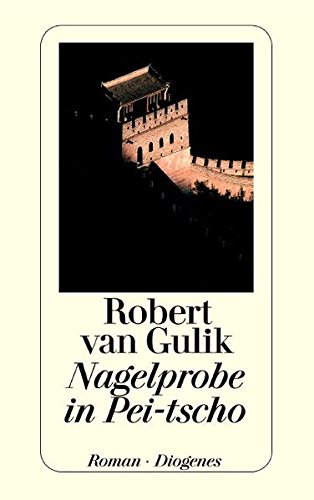 Robert
van Gulik
Nagelprobe
in Pei-tscho
Roman · Diogenes